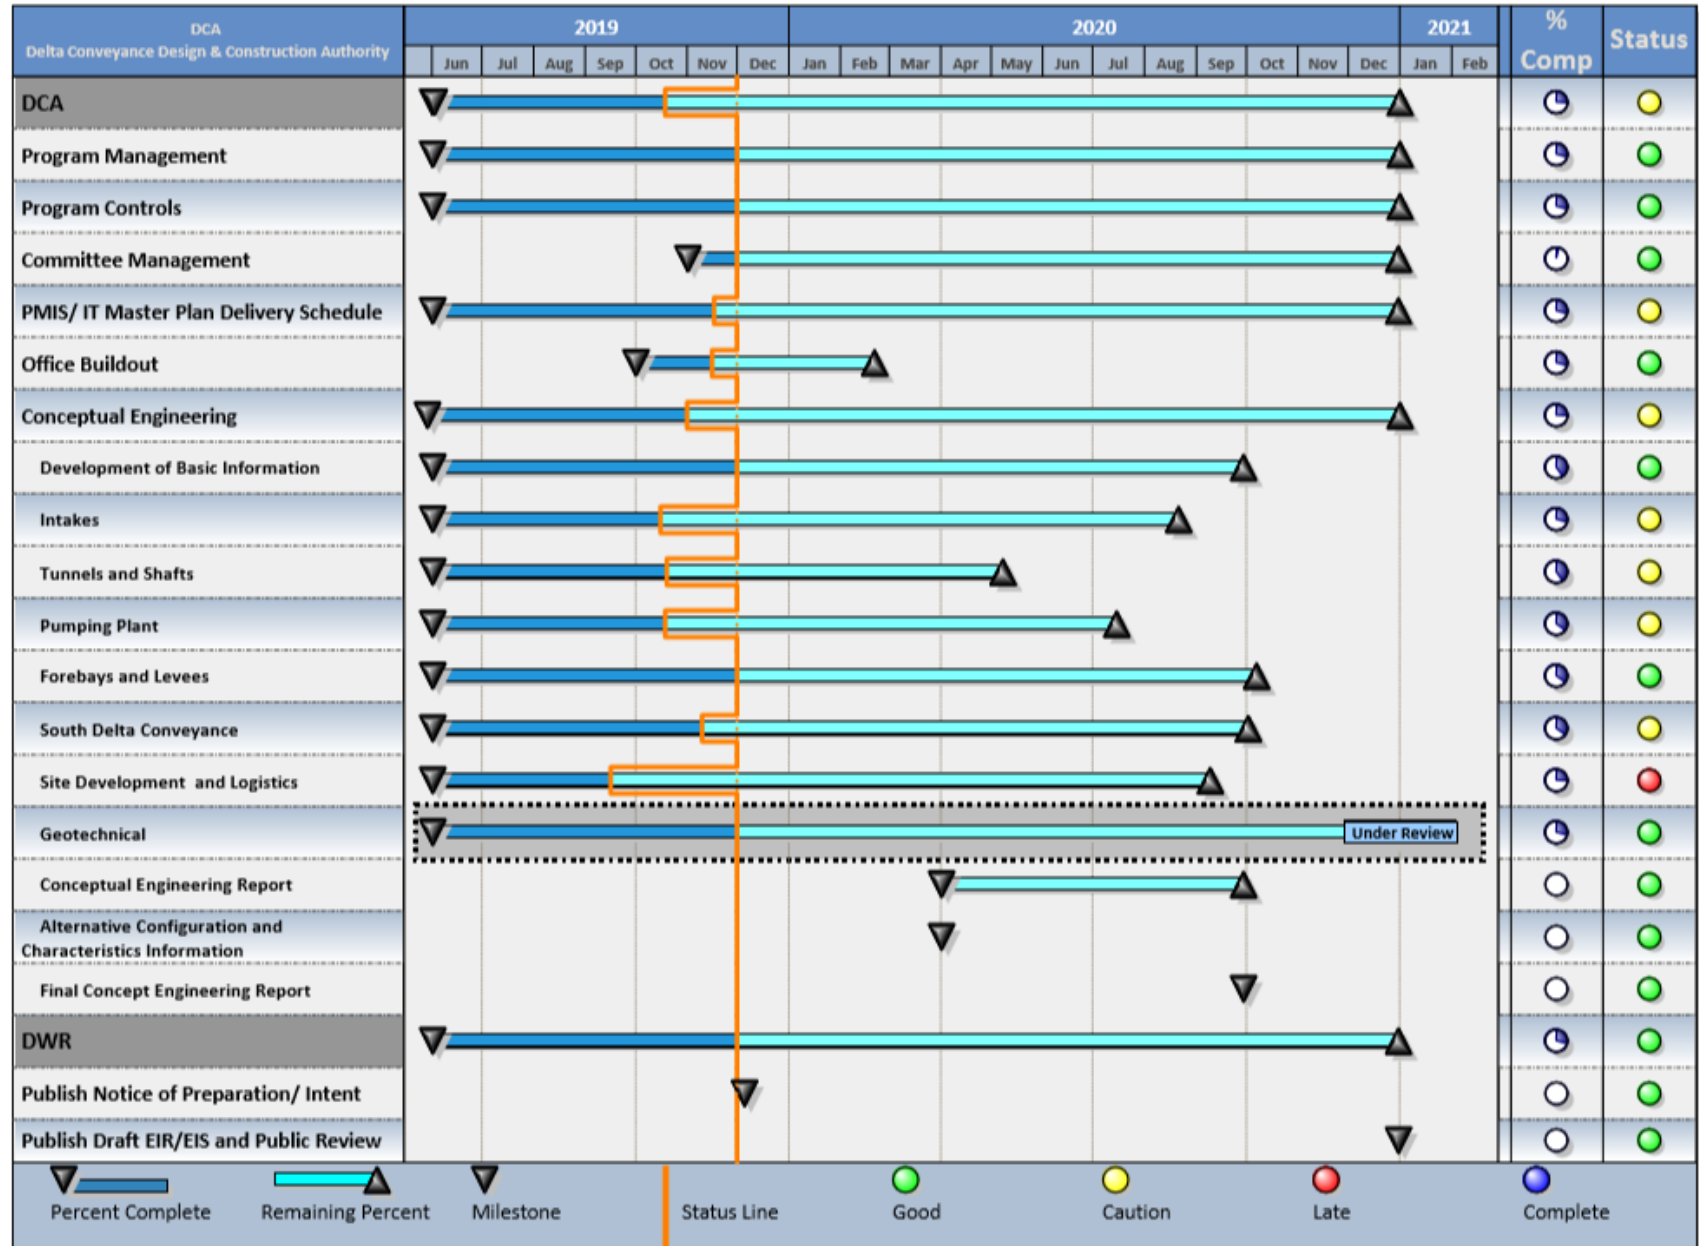 DCA
Delta Conveyance Design & Construction Authority
2019 2020 2021
Jun Jul Aug Sep Oct Nov Dec Jan Feb Mar Apr May Jun Jul Aug Sep Oct Nov Dec Jan Feb
%
Comp
Status
DCA
Program Management
Program Controls
Committee Management
PMIS/ IT Master Plan Delivery Schedule
Office Buildout
Conceptual Engineering
Development of Basic Information
Intakes
Tunnels and Shafts
Pumping Plant
Forebays and Levees
South Delta Conveyance
Site Development and Logistics
Geotechnical Under Review
Conceptual Engineering Report
Alternative Configuration and
Characteristics Information
Final Concept Engineering Report
DWR
Publish Notice of Preparation/ Intent
Publish Draft EIR/EIS and Public Review
Percent Complete Remaining Percent Milestone Status Line Good Caution Late Complete